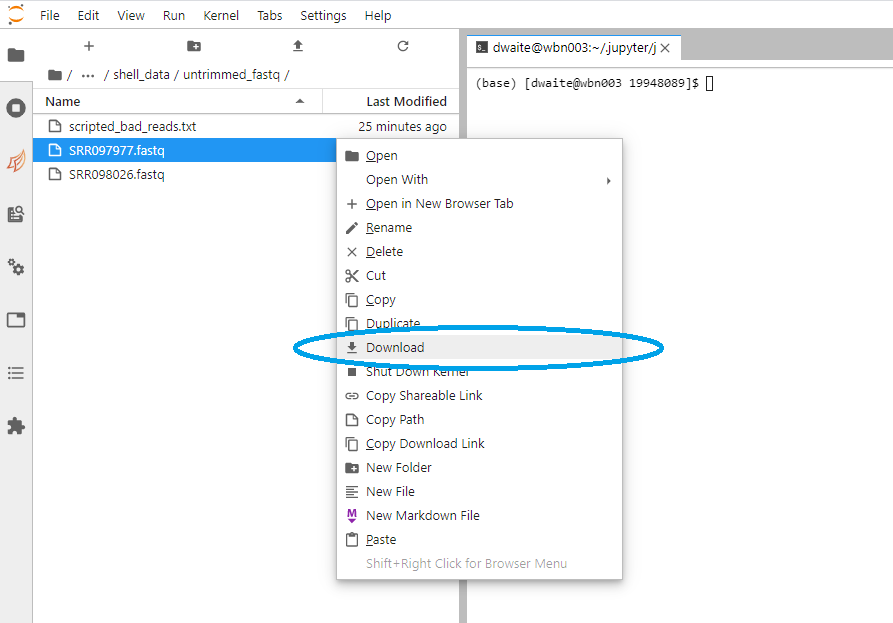 File Edit View Run Kernel Tabs Settings Help
/ ... / shell_data / untrimmed_fastq /
Name Last Modified
scripted_bad_reads.txt 25 minutes ago
SRR097977.fastq
SRR098026.fastq
dwaite@wbn003:~/.jupyter/j
(base) [dwaite@wbn003 19948089]$
Open
Open With
Open in New Browser Tab
Rename
Delete
Cut
Copy
Duplicate
Download
Shut Down Kernel
Copy Shareable Link
Copy Path
Copy Download Link
New Folder
New File
New Markdown File
Paste
Shift+Right Click for Browser Menu